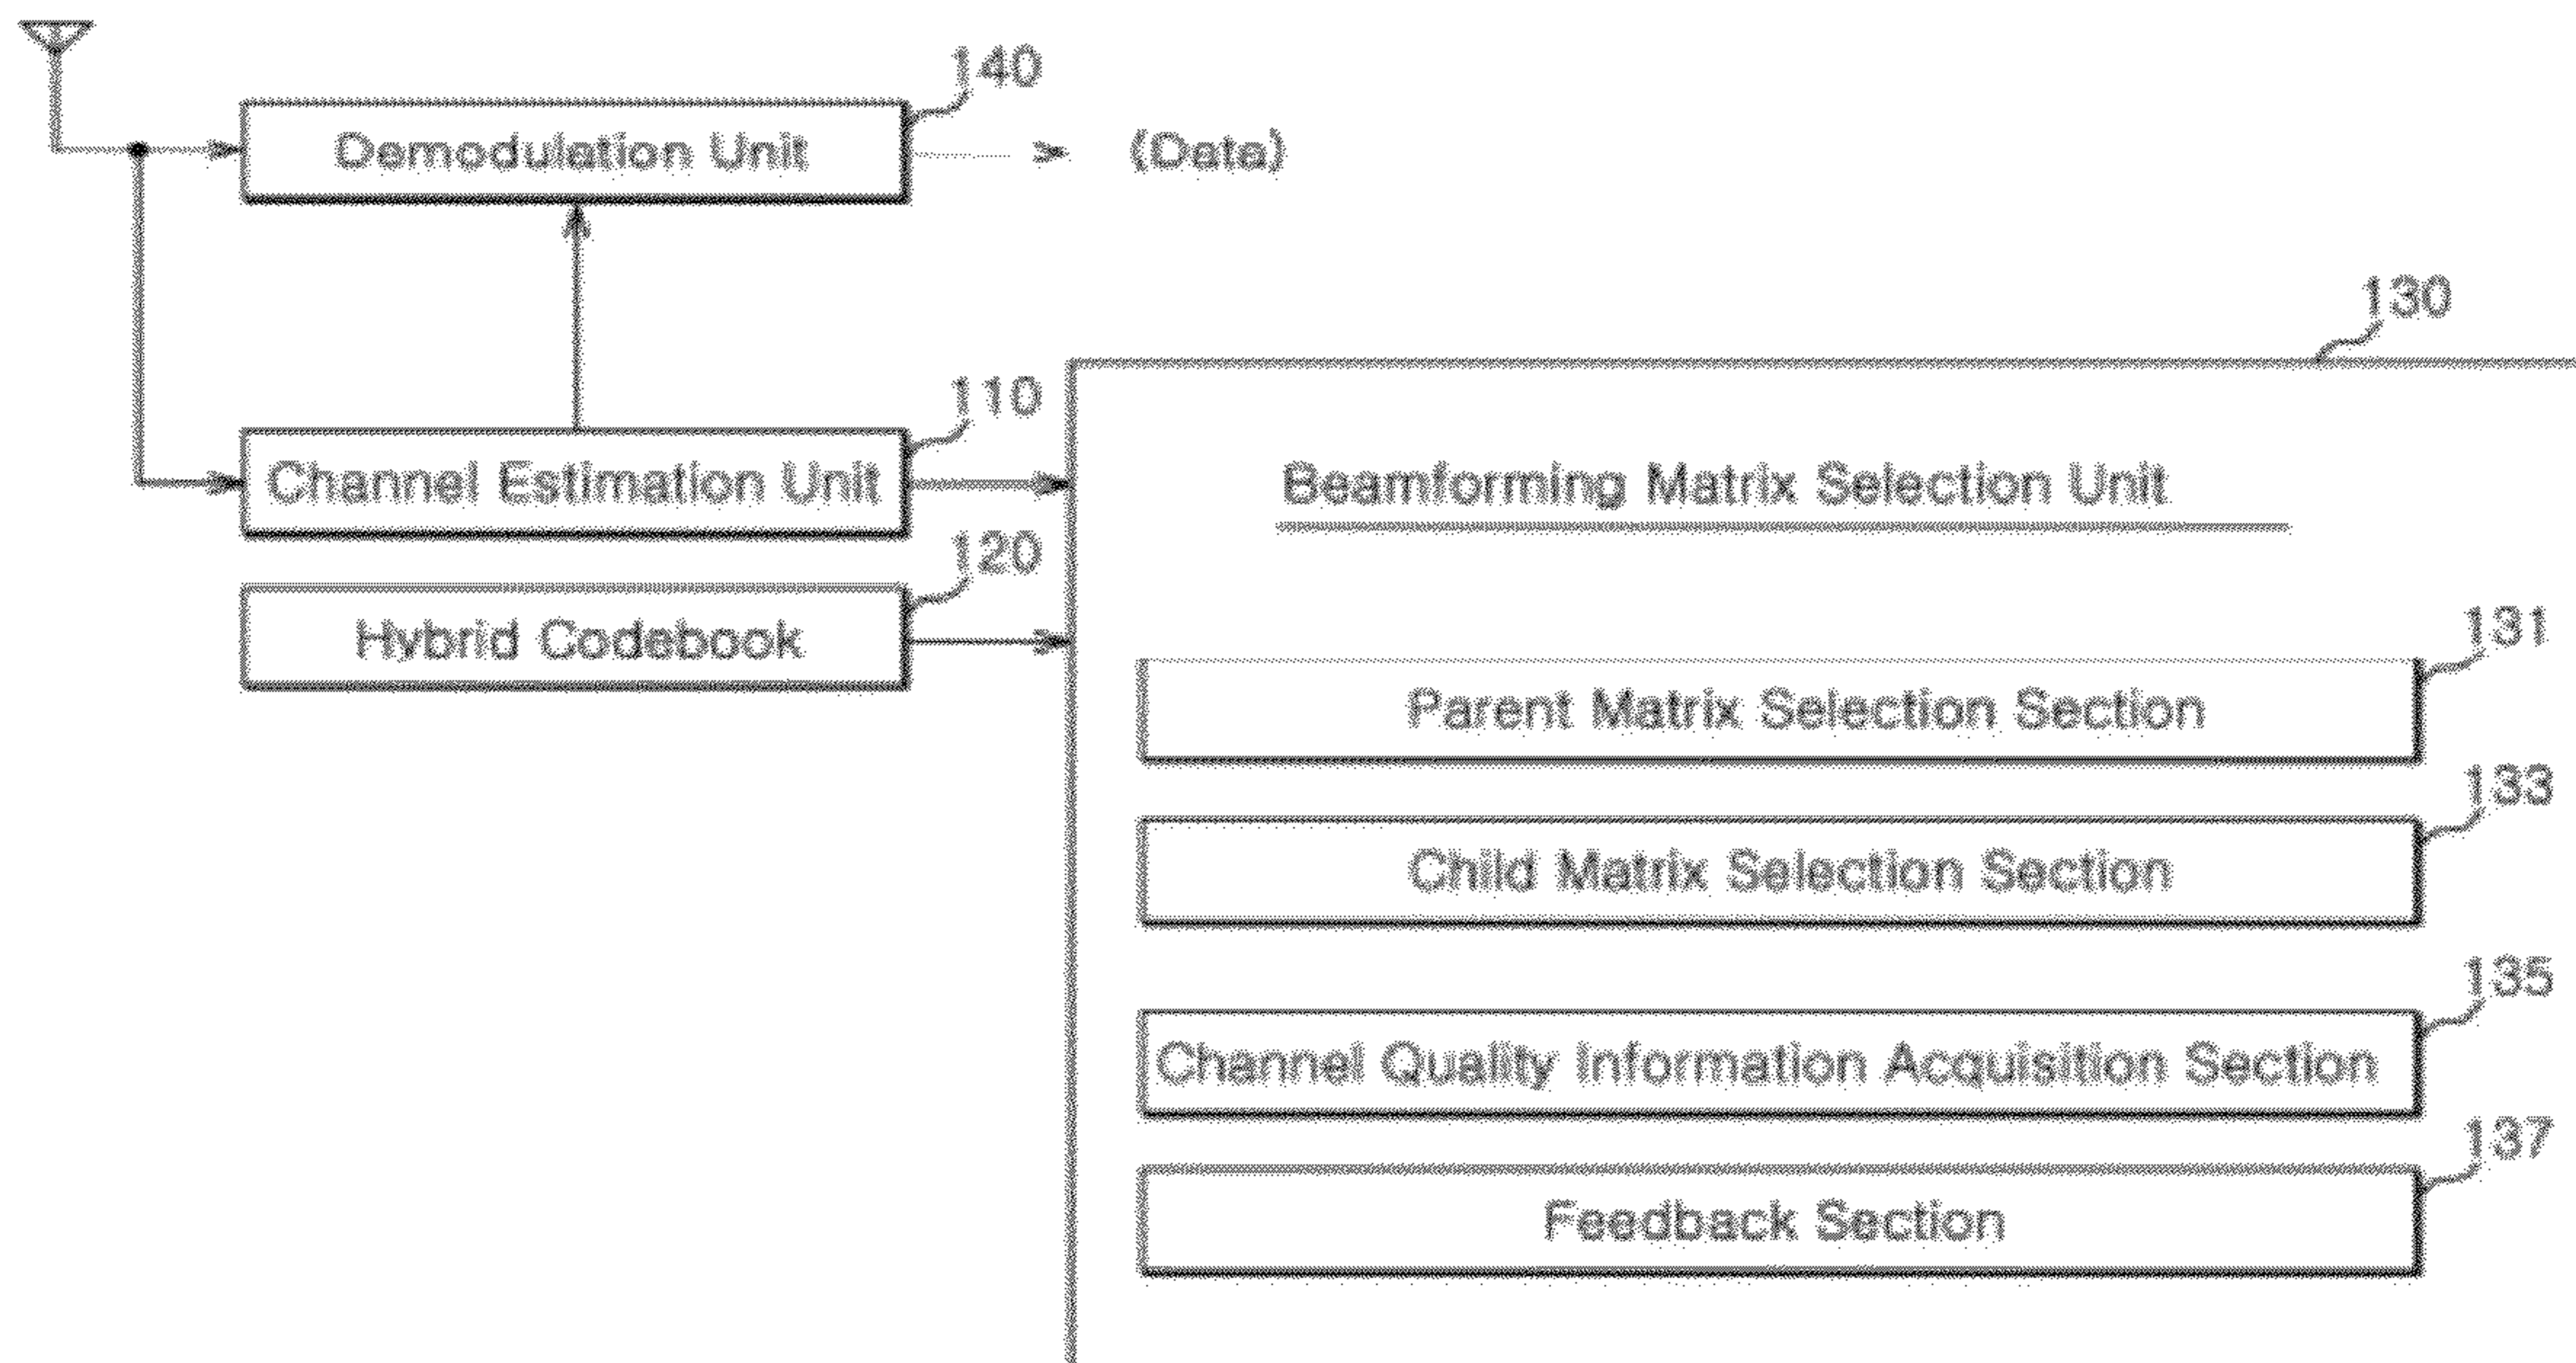 140
Demodulation Unit
(Data)
130
110
Channel Estimation Unit
Beamforming Matrix Selection Unit
120
Hybrid Codebook
131
Parent Matrix Selection Section
133
Child Matrix Selection Section
135
Channel Quality Information Acquisition Section
137
Feedback Section